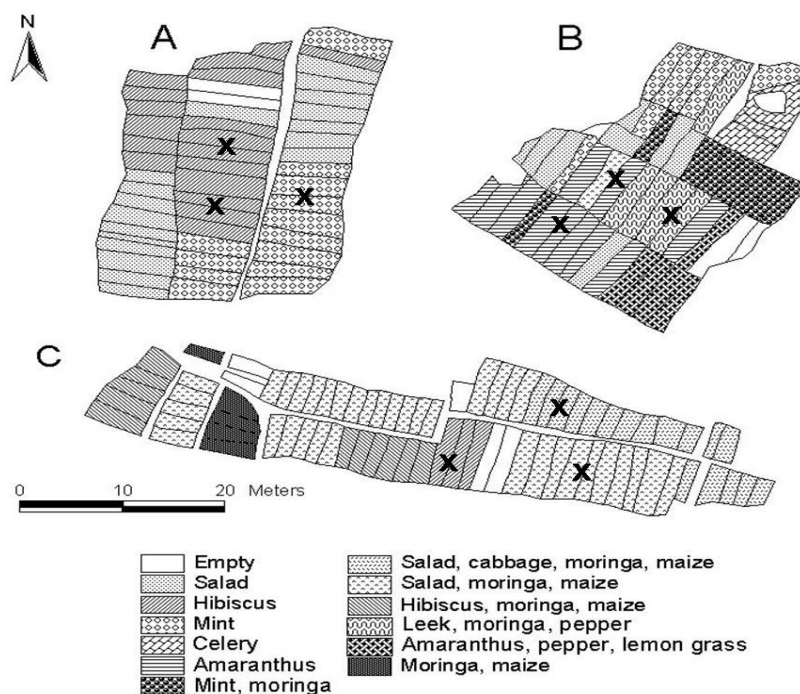 N
A
B
X
X
X
X
X
X
C
X
X
X
0 10 20 Meters
Empty
Salad
Hibiscus
Mint
Celery
Amaranthus
Mint, moringa
Salad, cabbage, moringa, maize
Salad, moringa, maize
Hibiscus, moringa, maize
Leek, moringa, pepper
Amaranthus, pepper, lemon grass
Moringa, maize